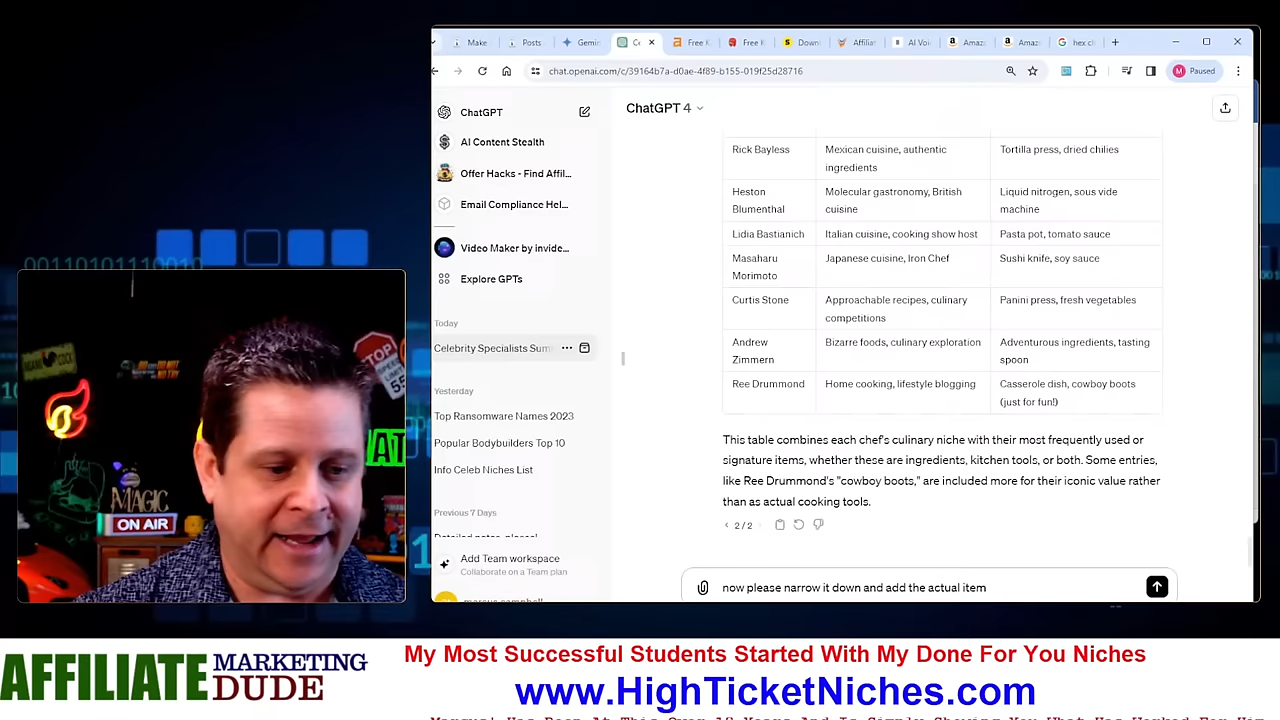 Make
Posts
Gemin
Ce
Free K
Free K
Down
Affiliat
AI Voi
Amaz
Amaz
hex.cl
chat.openai.com/c/39164b7a-d0ae-4f89-b155-019f25d28716
M Paused
ChatGPT
AI Content Stealth
Offer Hacks - Find Affil...
Email Compliance Hel...
Video Maker by invide...
Explore GPTs
Today
Celebrity Specialists Sum
Yesterday
Top Ransomware Names 2023
Popular Bodybuilders Top 10
Info Celeb Niches List
Previous 7 Days
Detailed notes, please!
Add Team workspace
Collaborate on a Team plan
marcus campbell
ChatGPT 4
Rick Bayless
Mexican cuisine, authentic
ingredients
Tortilla press, dried chilies
Heston
Blumenthal
Molecular gastronomy, British
cuisine
Liquid nitrogen, sous vide
machine
Lidia Bastianich
Italian cuisine, cooking show host
Pasta pot, tomato sauce
Masaharu
Morimoto
Japanese cuisine, Iron Chef
Sushi knife, soy sauce
Curtis Stone
Approachable recipes, culinary
competitions
Panini press, fresh vegetables
Andrew
Zimmern
Bizarre foods, culinary exploration
Adventurous ingredients, tasting
spoon
Ree Drummond
Home cooking, lifestyle blogging
Casserole dish, cowboy boots
(just for fun!)
This table combines each chef's culinary niche with their most frequently used or
signature items, whether these are ingredients, kitchen tools, or both. Some entries,
like Ree Drummond's "cowboy boots," are included more for their iconic value rather
than as actual cooking tools.
2/2
now please narrow it down and add the actual item
00110101110010
STOP
MAGIC
ON AIR
AFFILIATE MARKETING
DUDE
My Most Successful Students Started With My Done For You Niches
www.HighTicketNiches.com